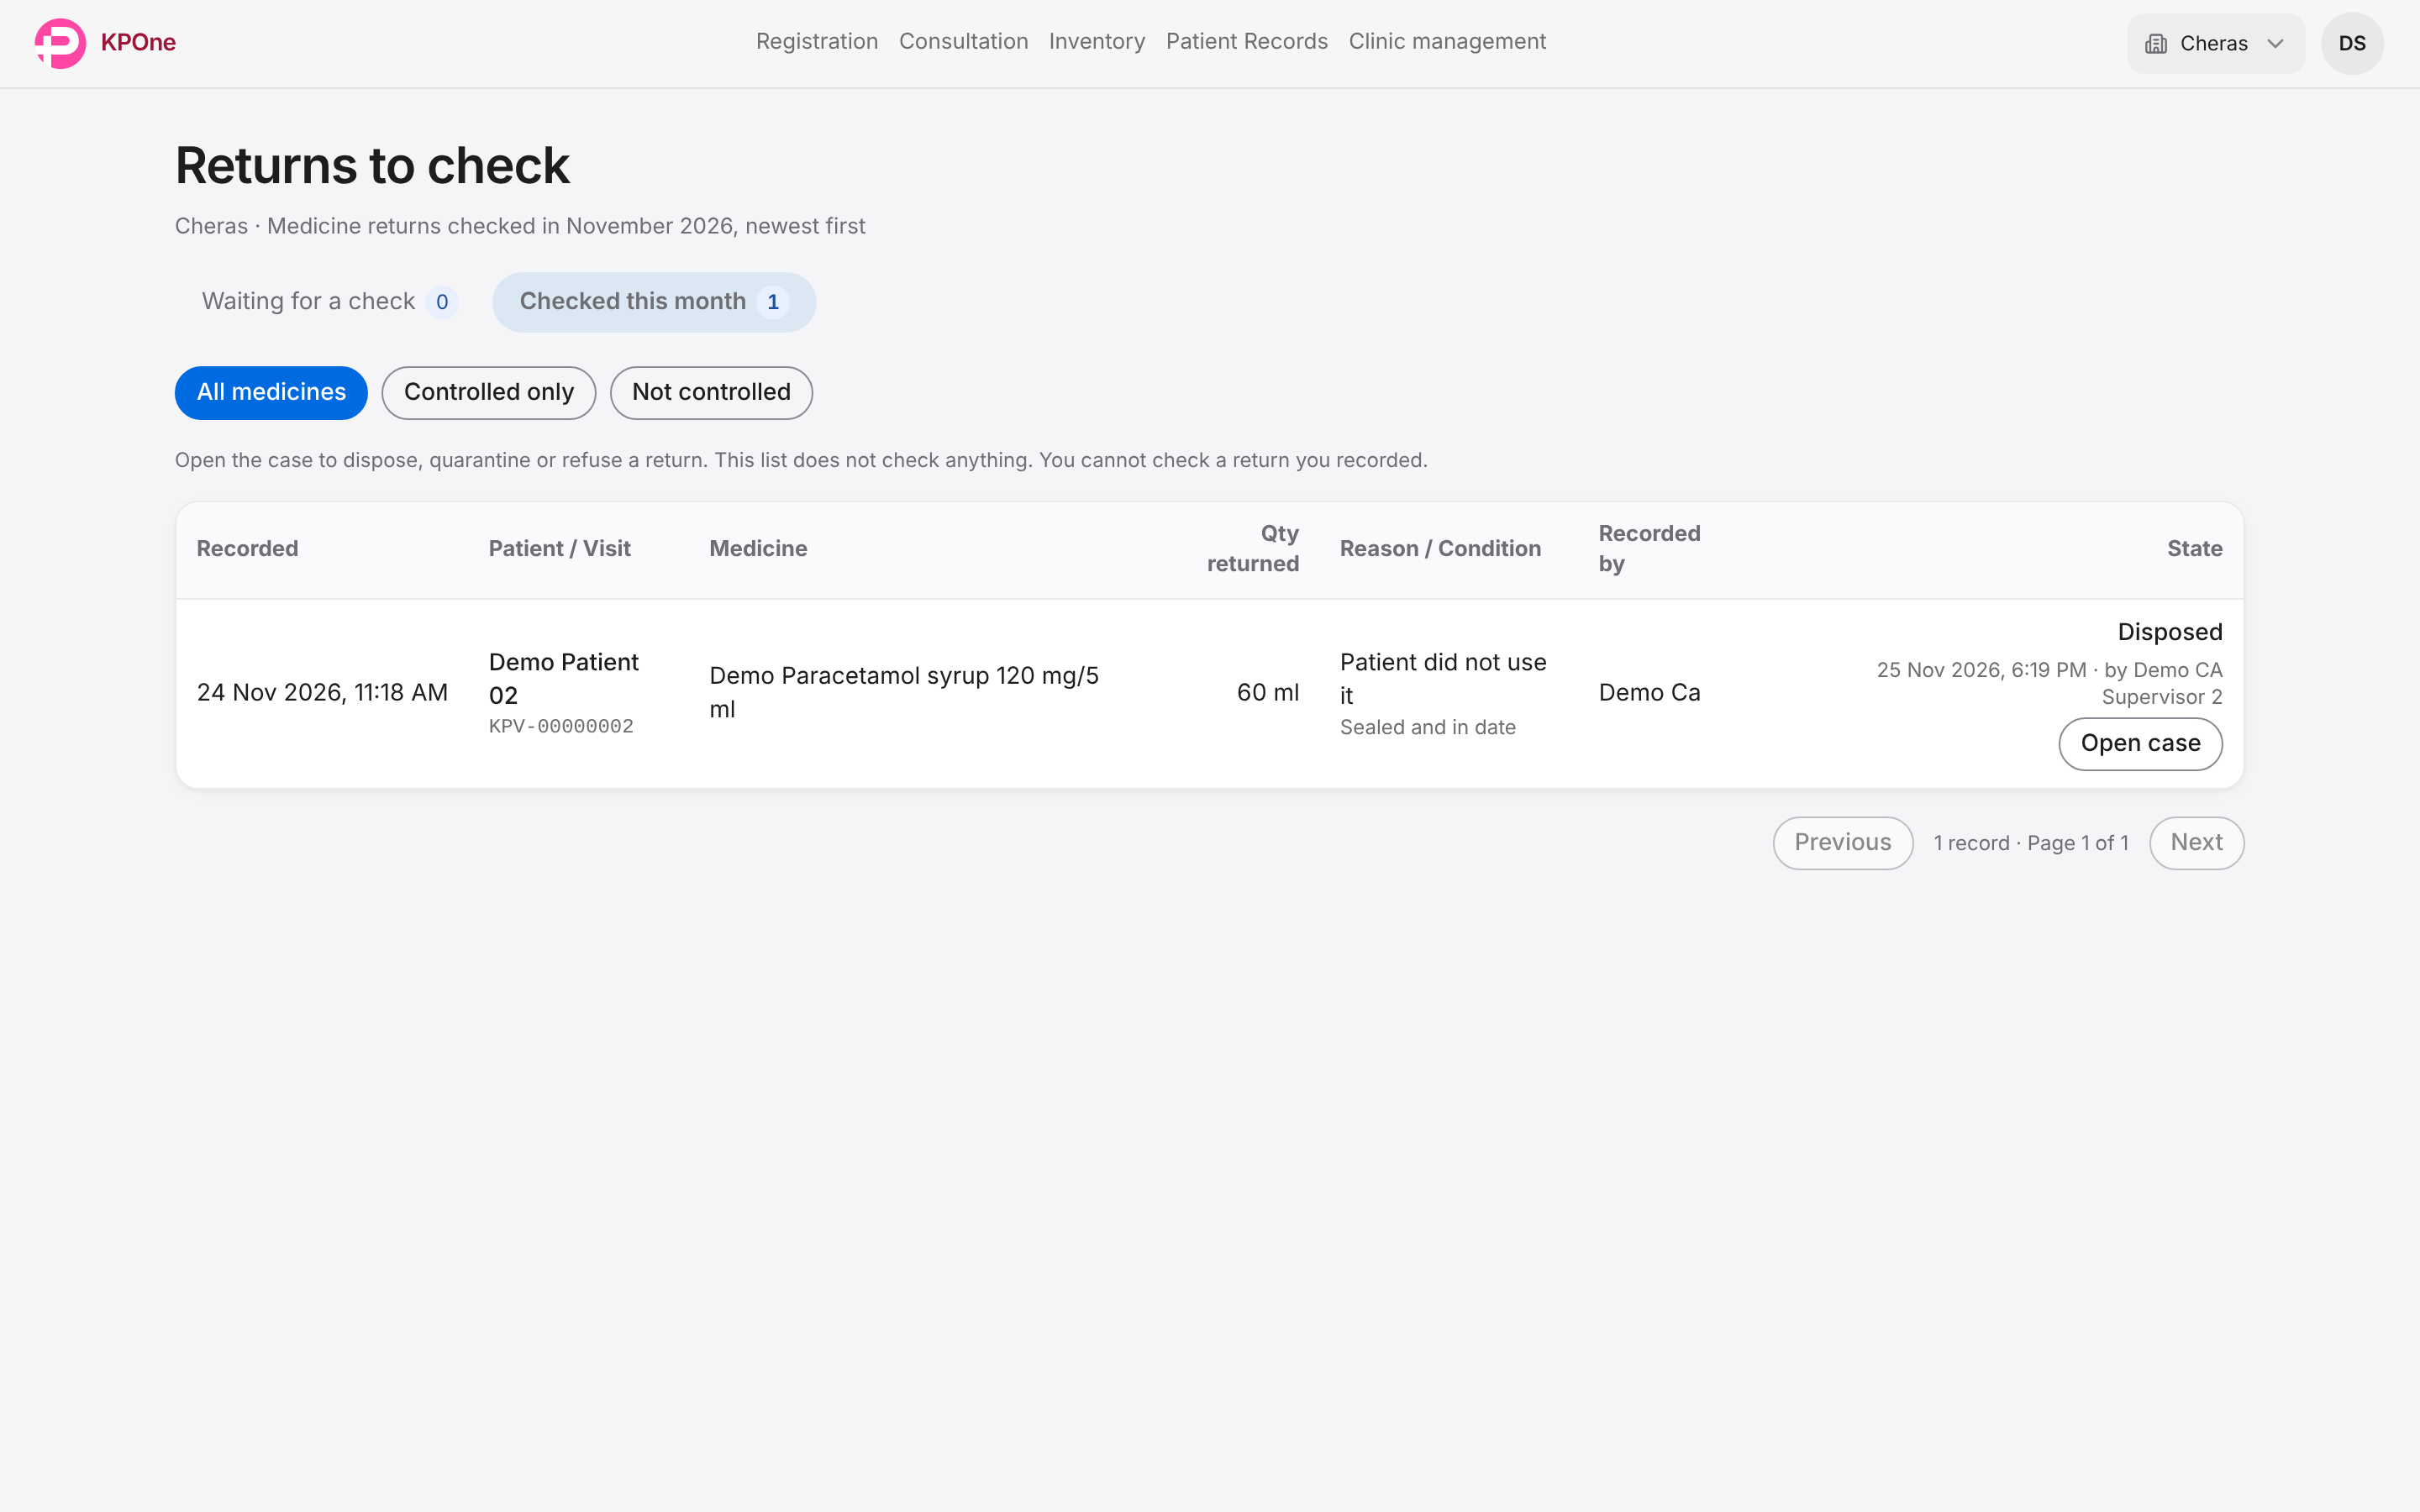 KPOne
Registration Consultation Inventory Patient Records Clinic management
Cheras
DS
Returns to check
Cheras · Medicine returns checked in November 2026, newest first
Waiting for a check 0
Checked this month 1
All medicines
Controlled only
Not controlled
Open the case to dispose, quarantine or refuse a return. This list does not check anything. You cannot check a return you recorded.
Recorded
Patient / Visit
Medicine
Qty
returned
Reason / Condition
Recorded
by
State
24 Nov 2026, 11:18 AM
Demo Patient
02
KPV-00000002
Demo Paracetamol syrup 120 mg/5
ml
60 ml
Patient did not use
it
Sealed and in date
Demo Ca
Disposed
25 Nov 2026, 6:19 PM · by Demo CA
Supervisor 2
Open case
Previous
1 record · Page 1 of 1
Next